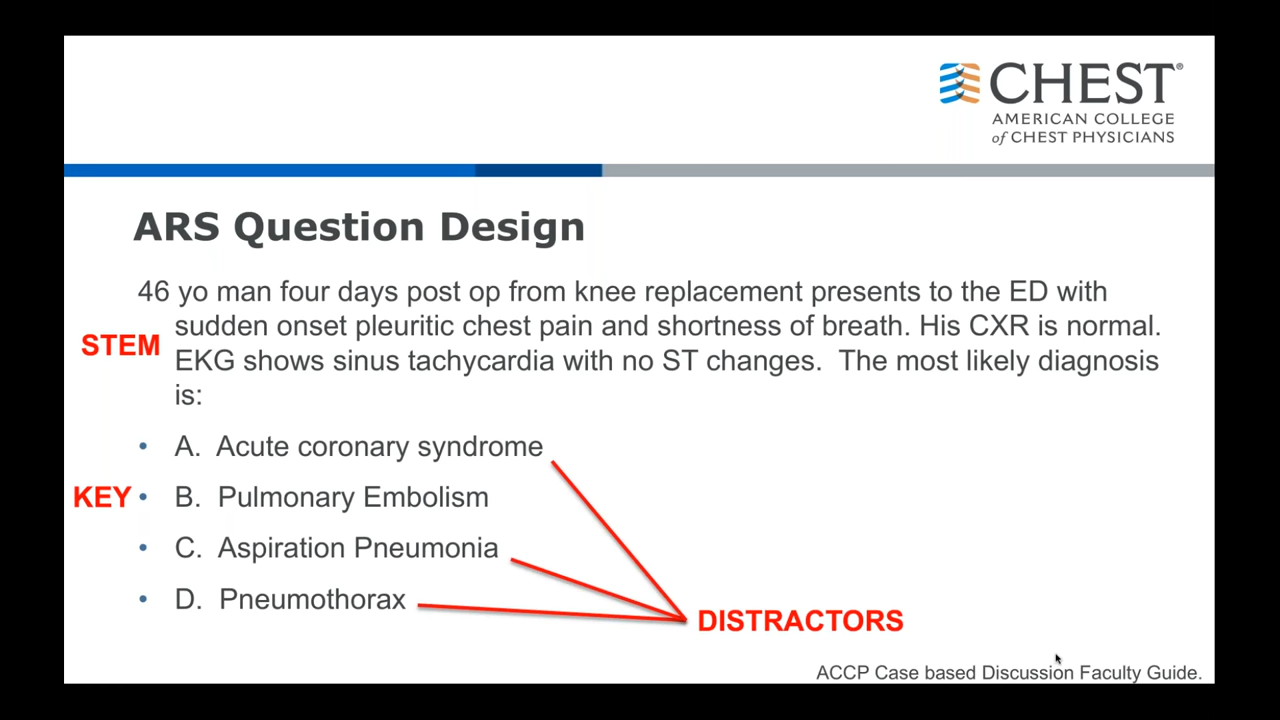 CHEST®
AMERICAN COLLEGE
of CHEST PHYSICIANS
ARS Question Design
46 yo man four days post op from knee replacement presents to the ED with
sudden onset pleuritic chest pain and shortness of breath. His CXR is normal.
STEM
EKG shows sinus tachycardia with no ST changes.  The most likely diagnosis
is:
• A.  Acute coronary syndrome
KEY • B.  Pulmonary Embolism
• C.  Aspiration Pneumonia
• D.  Pneumothorax
DISTRACTORS
ACCP Case based Discussion Faculty Guide.